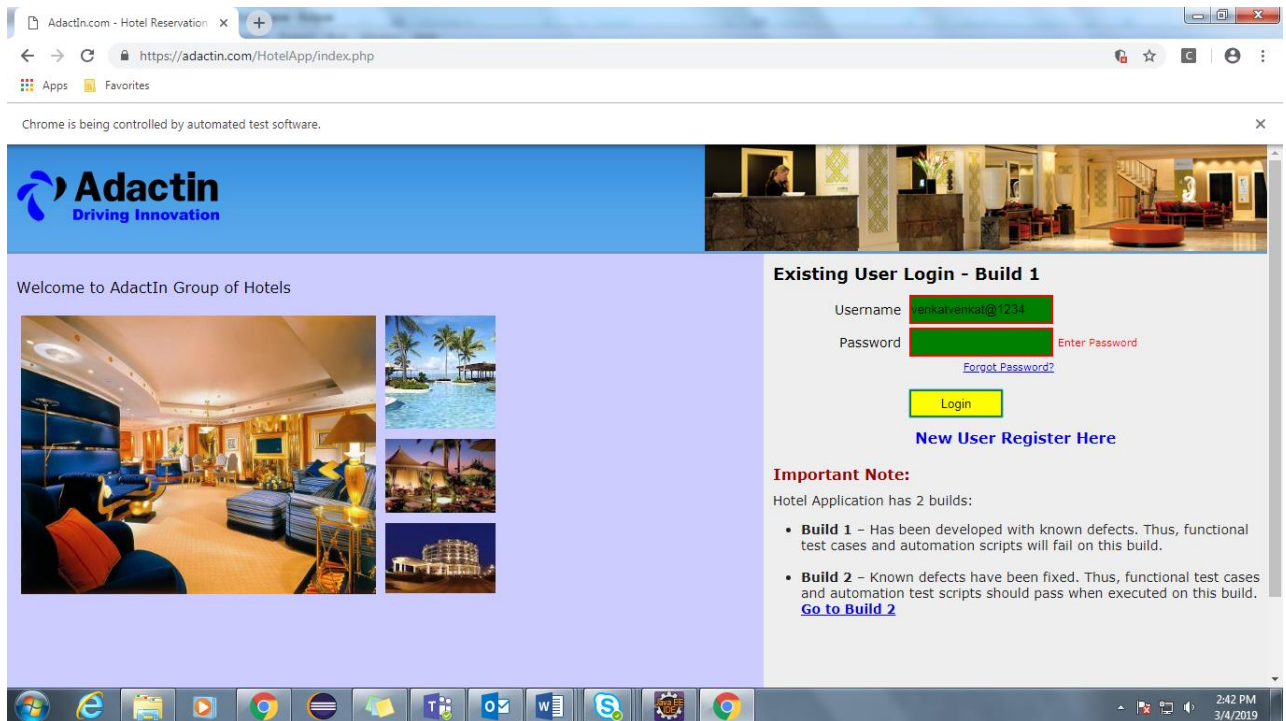 AdactIn.com - Hotel Reservation
https://adactin.com/HotelApp/index.php
Apps Favorites
Chrome is being controlled by automated test software.
Adactin
Driving Innovation
Welcome to AdactIn Group of Hotels
Existing User Login - Build 1
Username venkatvenkat@1234
Password Enter Password
Forgot Password?
Login
New User Register Here
Important Note:
Hotel Application has 2 builds:
• Build 1 – Has been developed with known defects. Thus, functional
test cases and automation scripts will fail on this build.
• Build 2 – Known defects have been fixed. Thus, functional test cases
and automation test scripts should pass when executed on this build.
Go to Build 2
Java EE
IDE
2:42 PM
3/4/2019